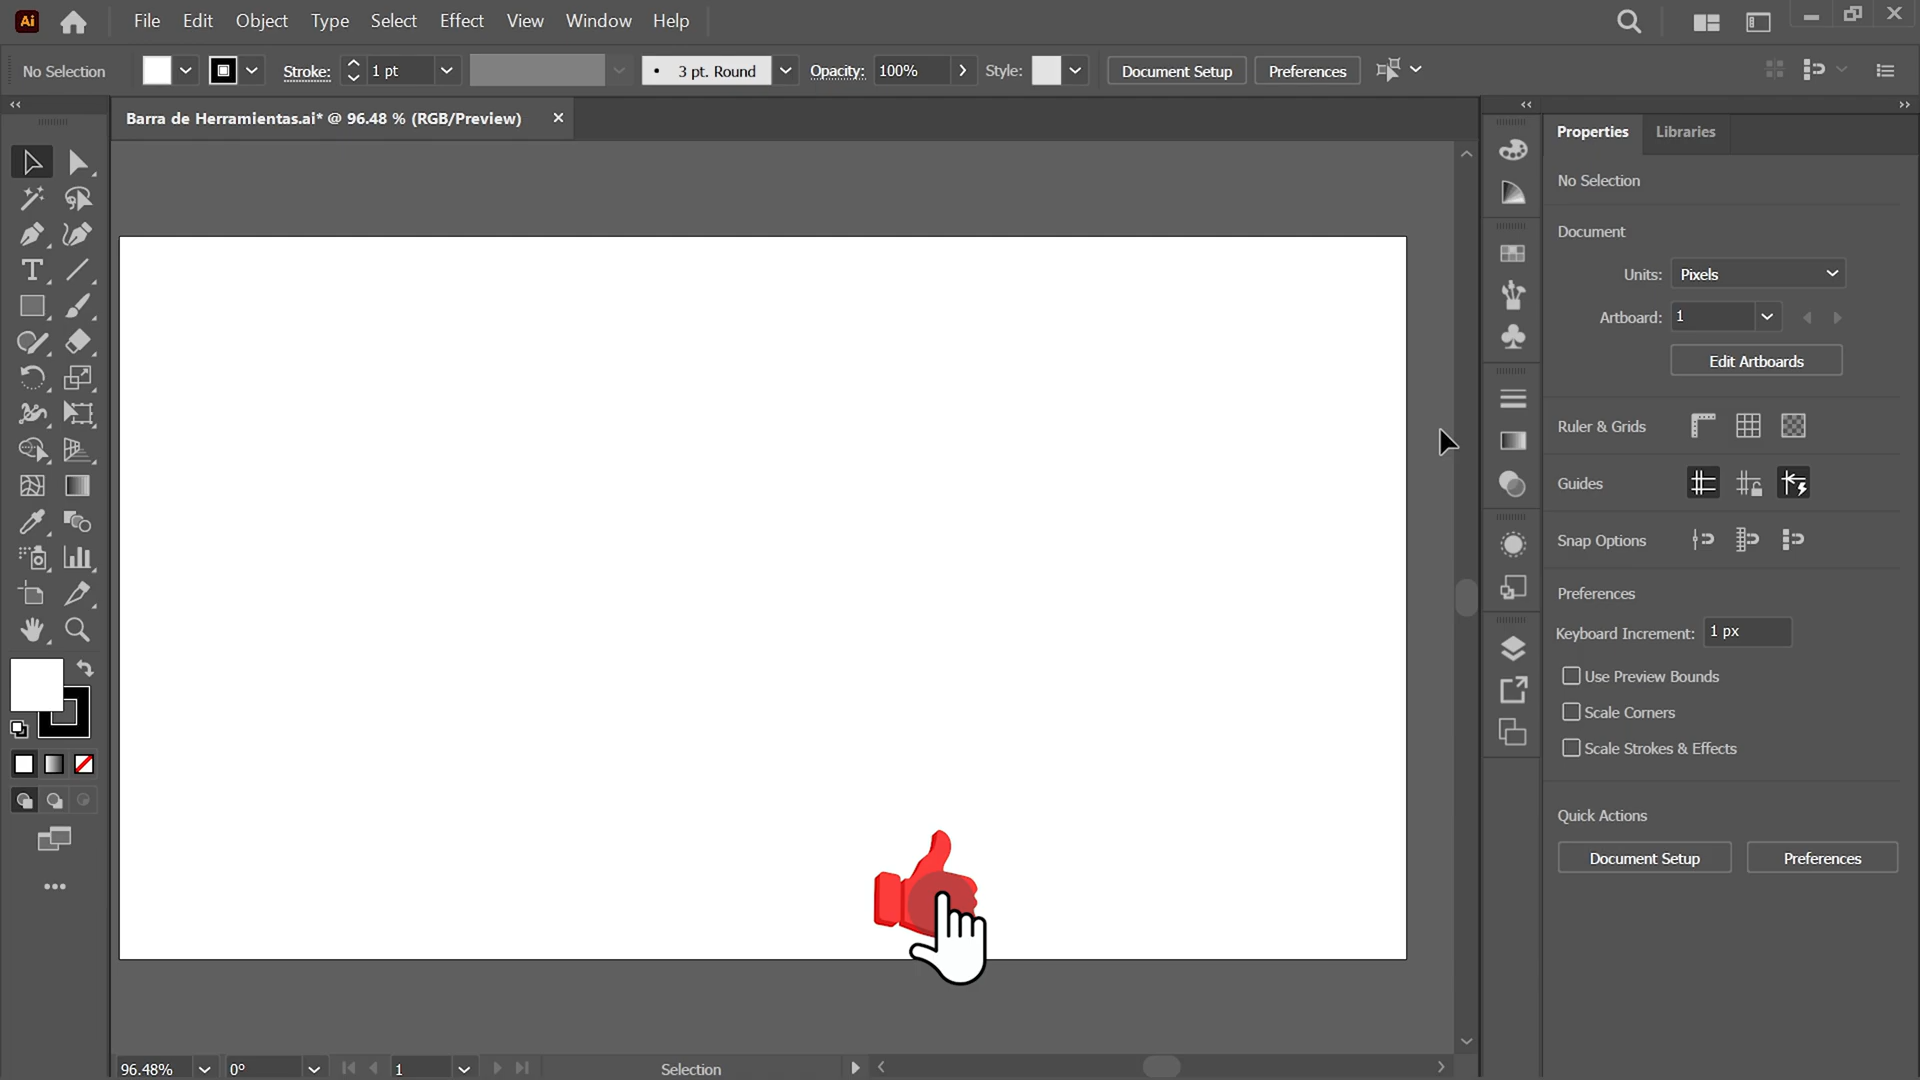 Ai File Edit Object Type Select Effect View Window Help
No Selection Stroke: 1 pt 3 pt. Round Opacity: 100% Style: Document Setup Preferences
Barra de Herramientas.ai* @ 96.48 % (RGB/Preview)
Properties Libraries
No Selection
Document
Units: Pixels
Artboard: 1
Edit Artboards
Ruler & Grids
Guides
Snap Options
Preferences
Keyboard Increment: 1 px
Use Preview Bounds
Scale Corners
Scale Strokes & Effects
Quick Actions
Document Setup Preferences
96.48% 0° 1 Selection